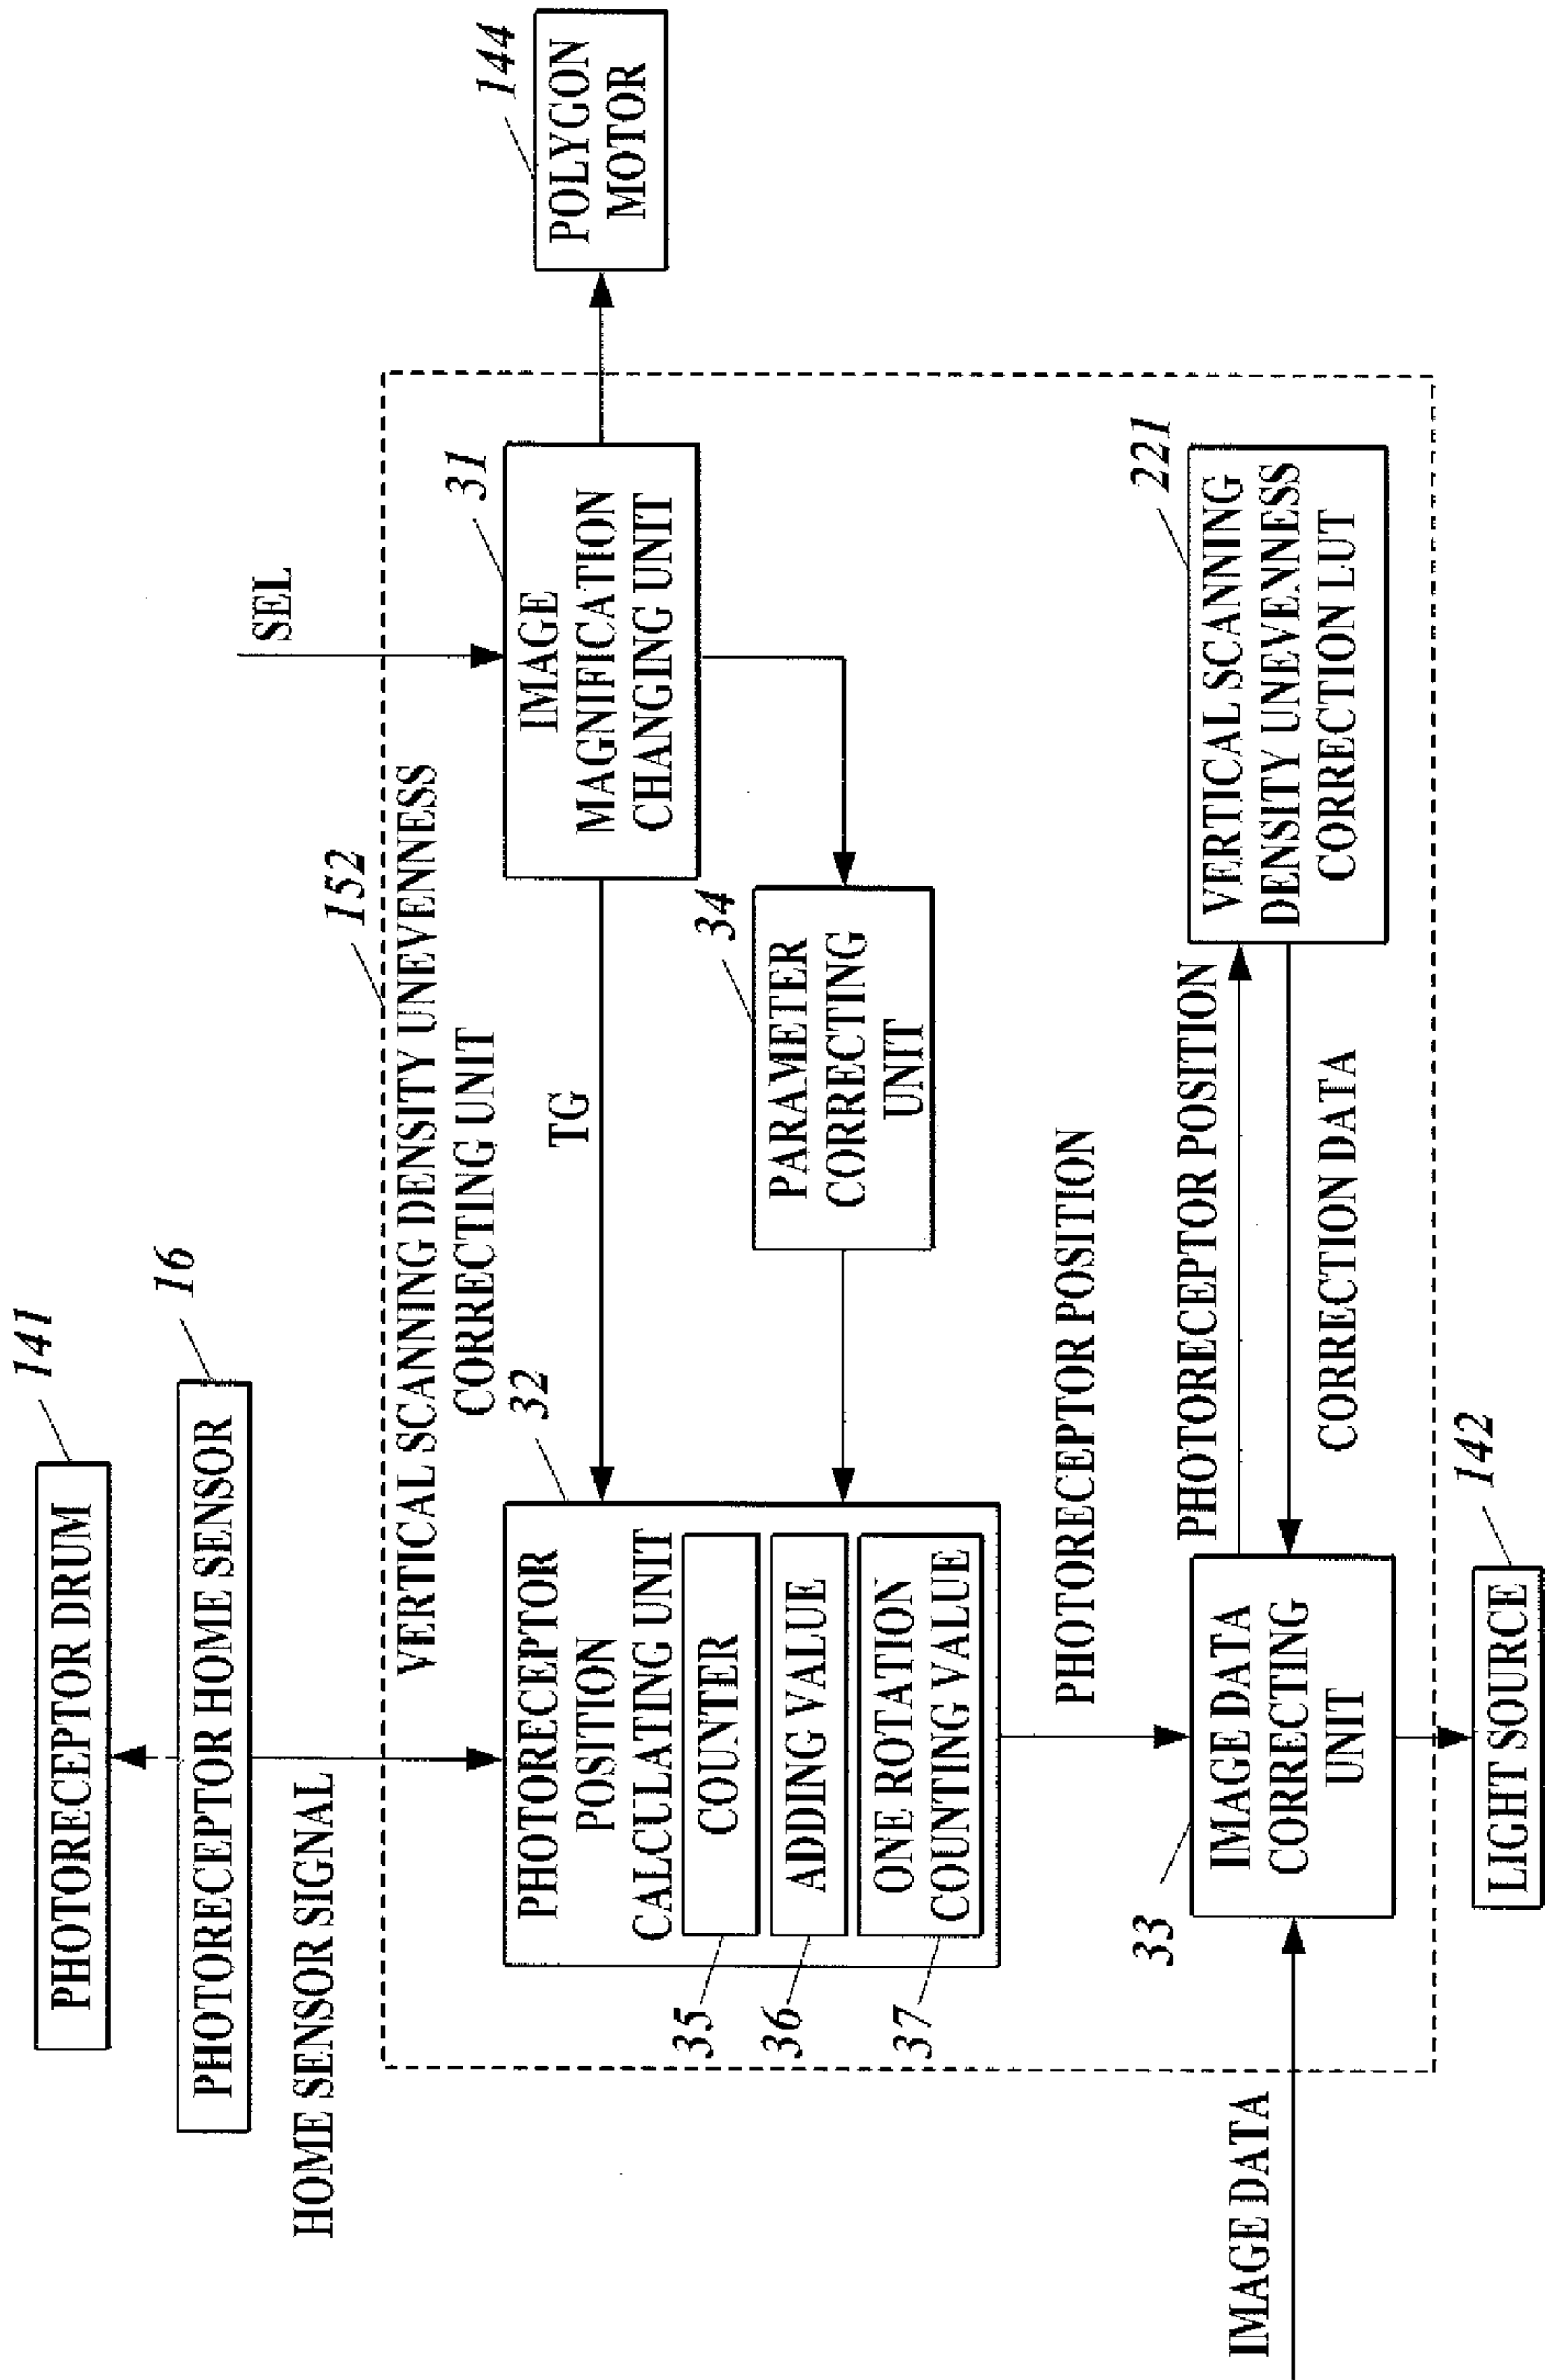 PHOTORECEPTOR DRUM
141
PHOTORECEPTOR HOME SENSOR
16
HOME SENSOR SIGNAL
SEL
144
POLYGON
MOTOR
152
VERTICAL SCANNING DENSITY UNEVENNESS
CORRECTING UNIT
32
PHOTORECEPTOR
POSITION
CALCULATING UNIT
COUNTER
35
ADDING VALUE
36
ONE ROTATION
COUNTING VALUE
37
TG
31
IMAGE
MAGNIFICATION
CHANGING UNIT
34
PARAMETER
CORRECTING
UNIT
PHOTORECEPTOR POSITION
IMAGE DATA
33
IMAGE DATA
CORRECTING
UNIT
PHOTORECEPTOR POSITION
CORRECTION DATA
221
VERTICAL SCANNING
DENSITY UNEVENNESS
CORRECTION LUT
LIGHT SOURCE
142